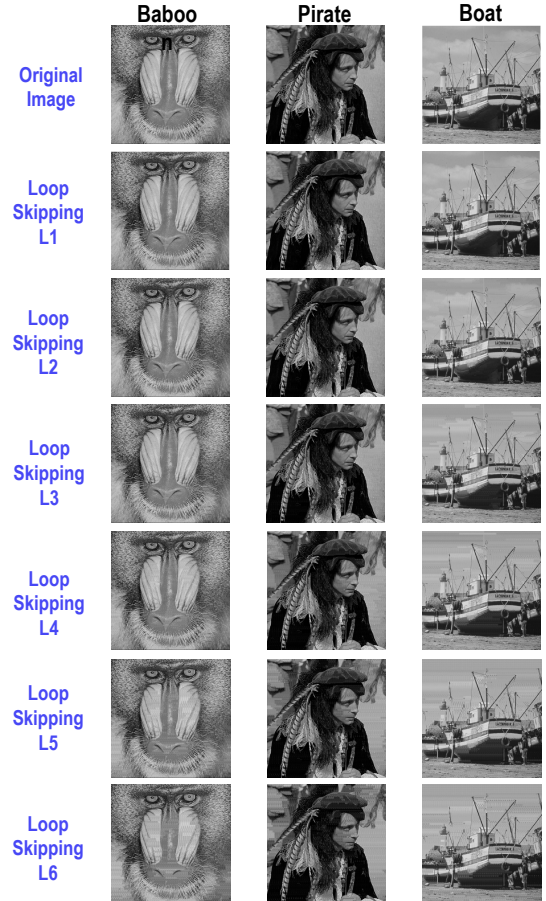 Baboo
n
Pirate
Boat
Original
Image
Loop
Skipping
L1
Loop
Skipping
L2
Loop
Skipping
L3
Loop
Skipping
L4
Loop
Skipping
L5
Loop
Skipping
L6